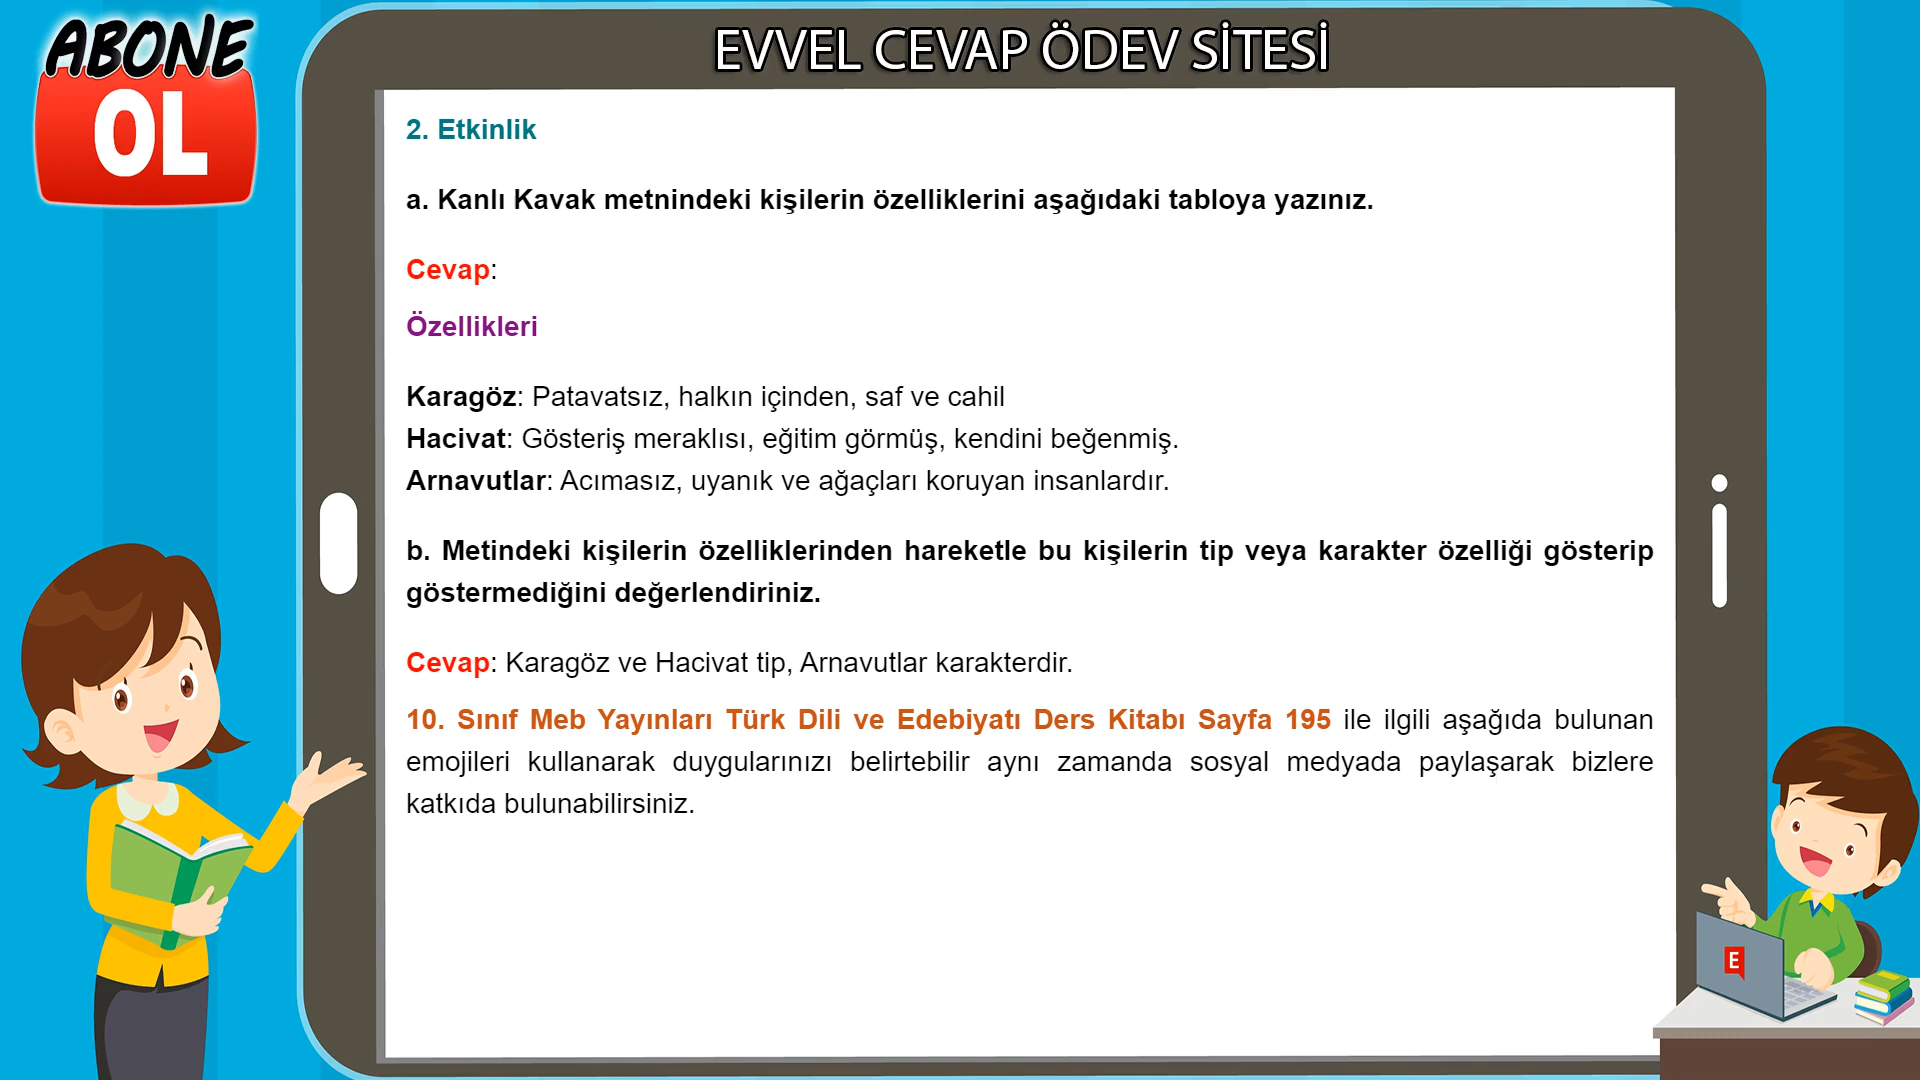 ABONE
OL
EVVEL CEVAP ÖDEV SİTESİ
2. Etkinlik
a. Kanlı Kavak metnindeki kişilerin özelliklerini aşağıdaki tabloya yazınız.
Cevap:
Özellikleri
Karagöz: Patavatsız, halkın içinden, saf ve cahil
Hacivat: Gösteriş meraklısı, eğitim görmüş, kendini beğenmiş.
Arnavutlar: Acımasız, uyanık ve ağaçları koruyan insanlardır.
b. Metindeki kişilerin özelliklerinden hareketle bu kişilerin tip veya karakter özelliği gösterip
göstermediğini değerlendiriniz.
Cevap: Karagöz ve Hacivat tip, Arnavutlar karakterdir.
10. Sınıf Meb Yayınları Türk Dili ve Edebiyatı Ders Kitabı Sayfa 195 ile ilgili aşağıda bulunan
emojileri kullanarak duygularınızı belirtebilir aynı zamanda sosyal medyada paylaşarak bizlere
katkıda bulunabilirsiniz.
E